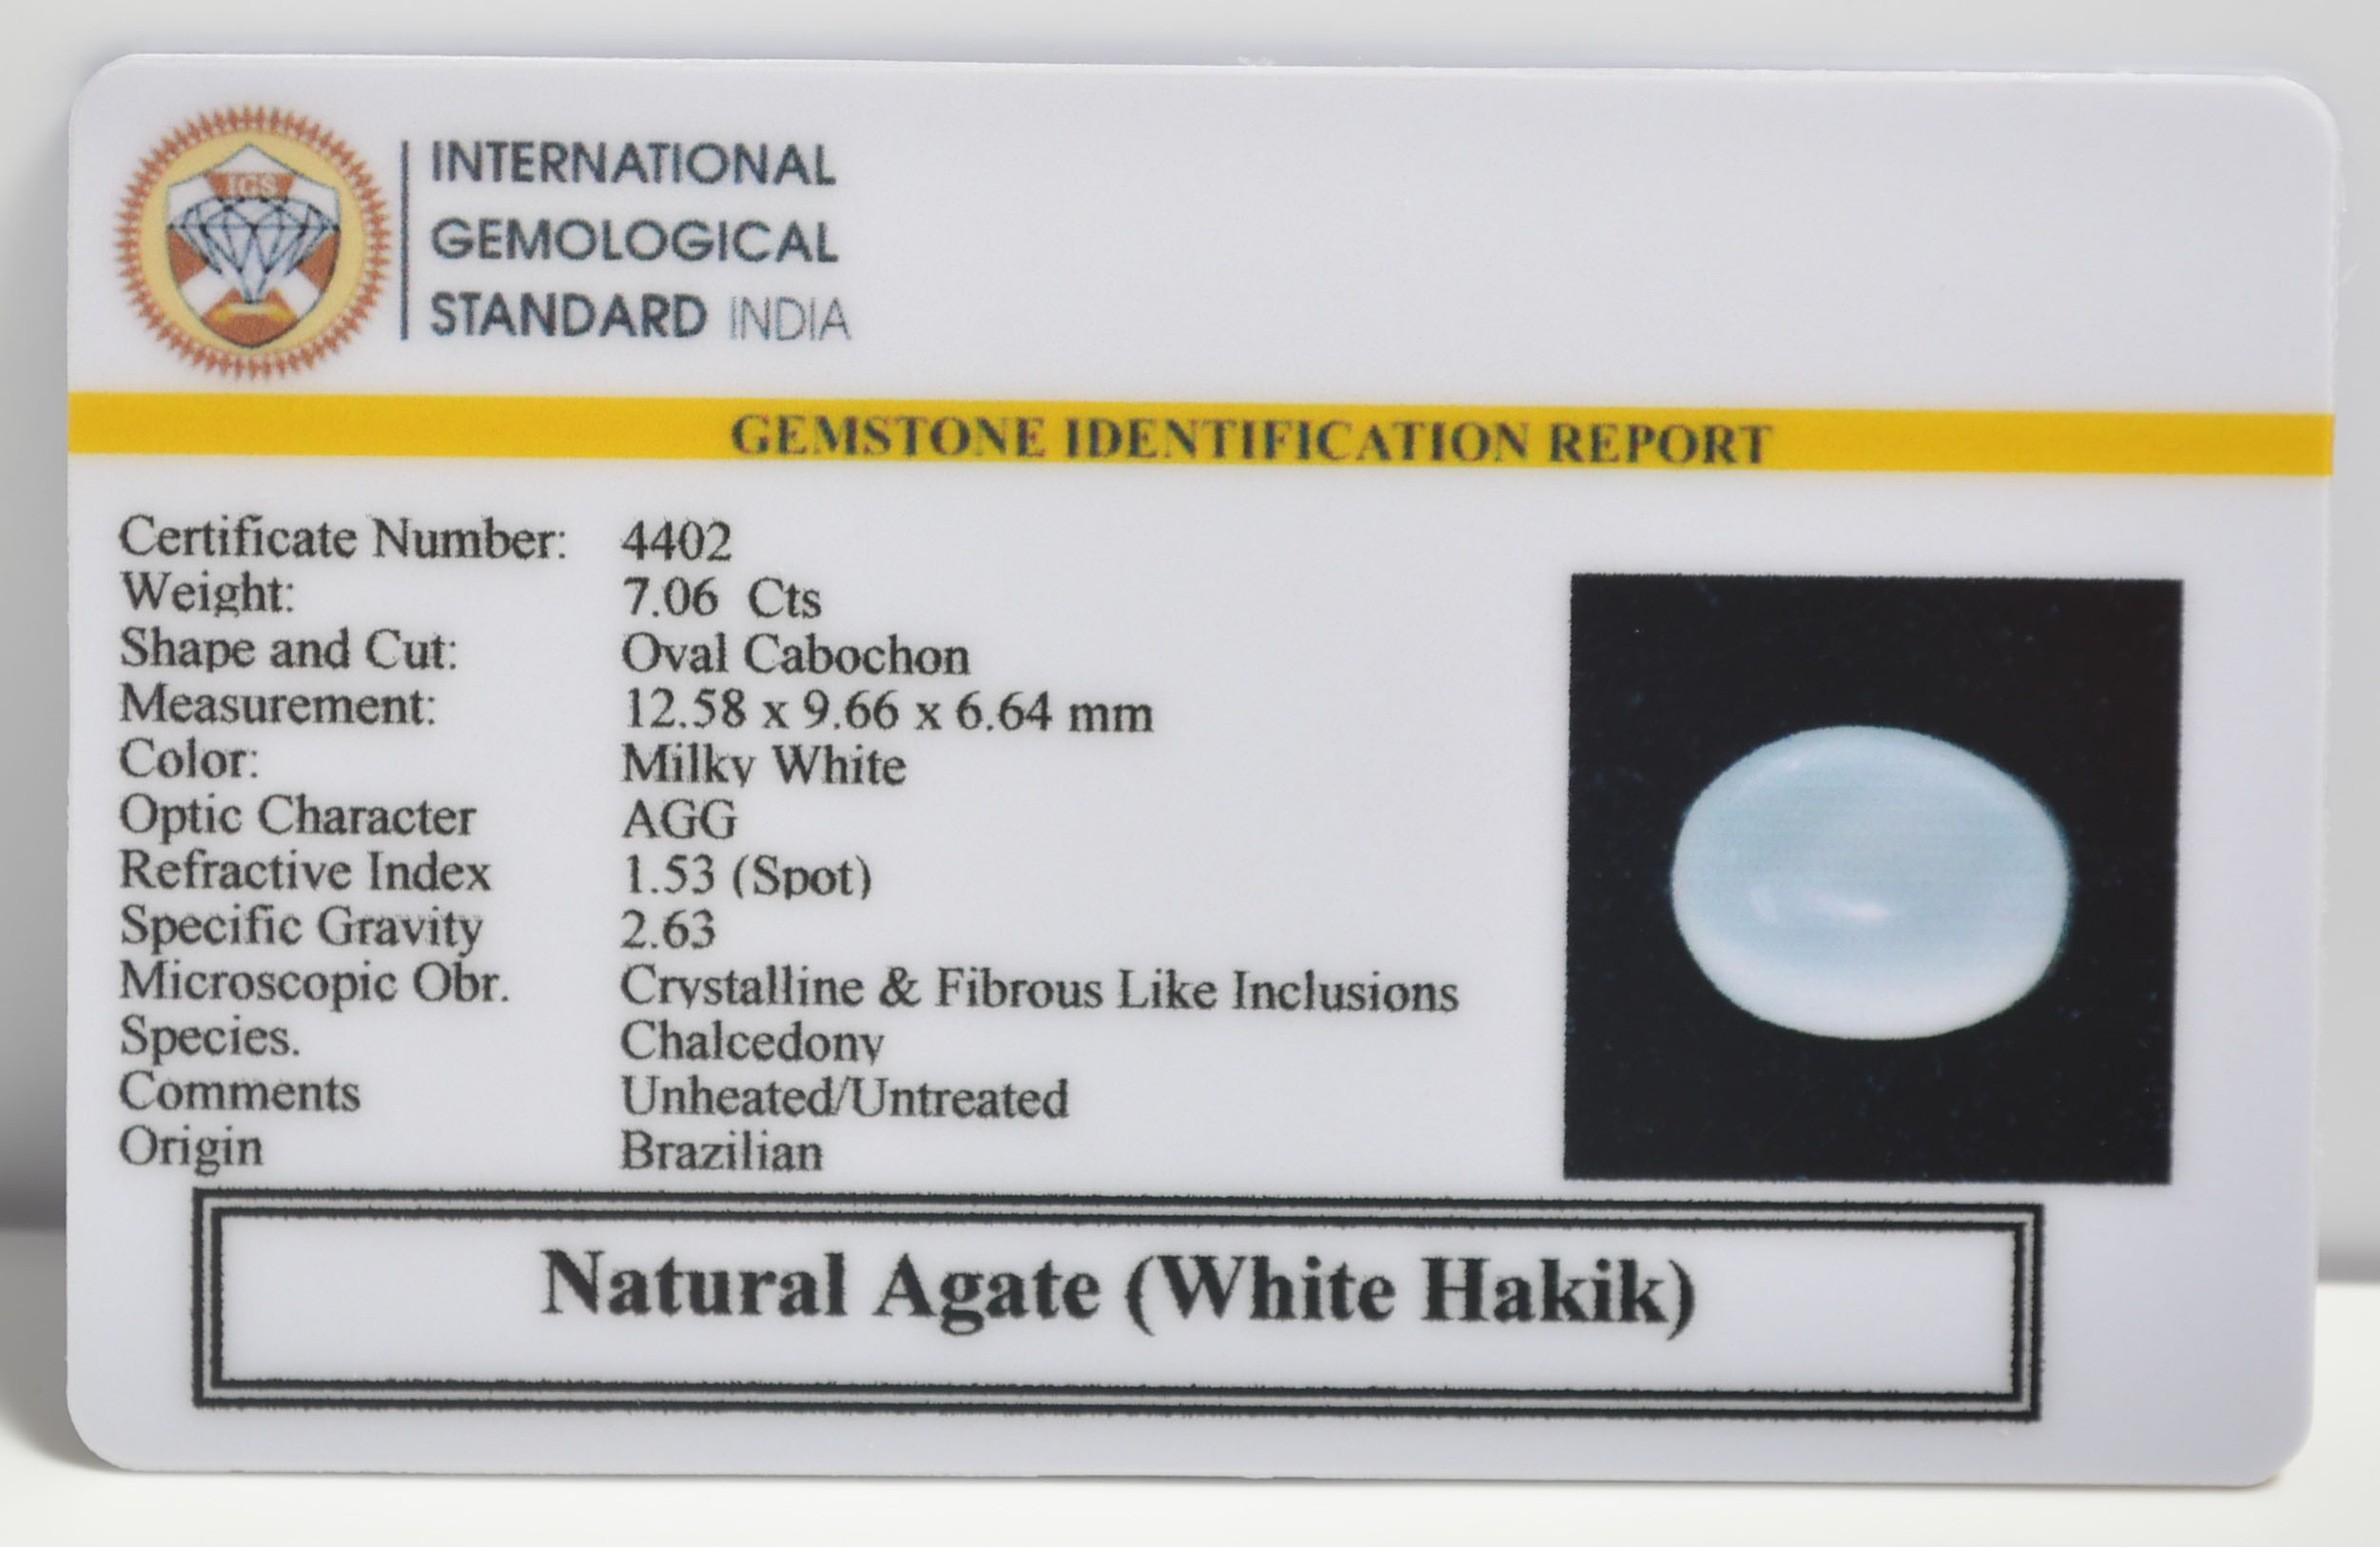 IGS
INTERNATIONAL
GEMOLOGICAL
STANDARD INDIA
GEMSTONE IDENTIFICATION REPORT
Certificate Number: 4402
Weight: 7.06 Cts
Shape and Cut: Oval Cabochon
Measurement: 12.58 x 9.66 x 6.64 mm
Color: Milky White
Optic Character AGG
Refractive Index 1.53 (Spot)
Specific Gravity 2.63
Microscopic Obr. Crystalline & Fibrous Like Inclusions
Species. Chalcedony
Comments Unheated/Untreated
Origin Brazilian
Natural Agate (White Hakik)